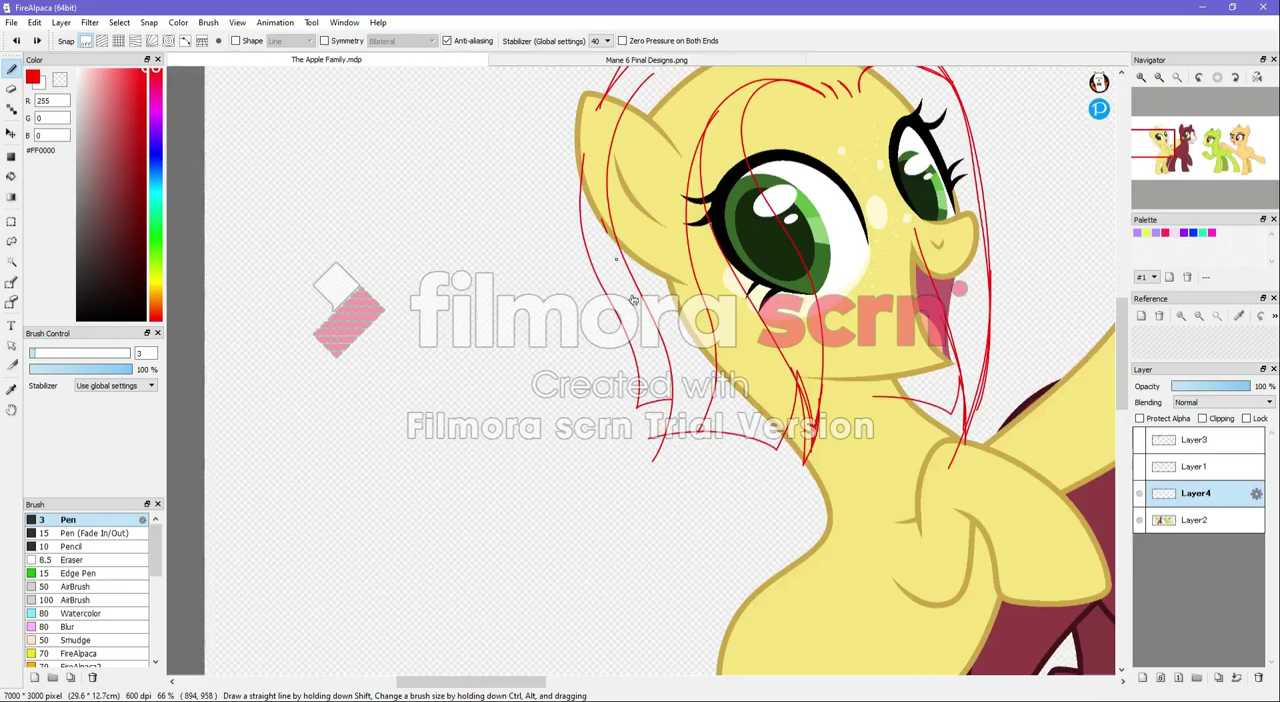 FireAlpaca (64bit)
File Edit Layer Filter Select Snap Color Brush View Animation Tool Window Help
Snap OFF Shape Line Symmetry Bilateral Anti-aliasing Stabilizer (Global settings) 40 Zero Pressure on Both Ends
Color
The Apple Family.mdp
Mane 6 Final Designs.png
Navigator
R 255
G 0
B 0
#FF0000
Palette
#1 ---
Reference
Brush Control
3
100 %
Stabilizer Use global settings
Layer
Opacity 100 %
Blending Normal
Protect Alpha Clipping Lock
Layer3
Layer1
Layer4
Layer2
filmora scrn
Created with
Filmora scrn Trial Version
Brush
3 Pen
15 Pen (Fade In/Out)
10 Pencil
8.5 Eraser
15 Edge Pen
50 AirBrush
100 AirBrush
80 Watercolor
80 Blur
50 Smudge
70 FireAlpaca
70 FireAlpaca2
7000 * 3000 pixel (29.6 * 12.7cm) 600 dpi 66 % ( 894, 958 ) Draw a straight line by holding down Shift, Change a brush size by holding down Ctrl, Alt, and dragging